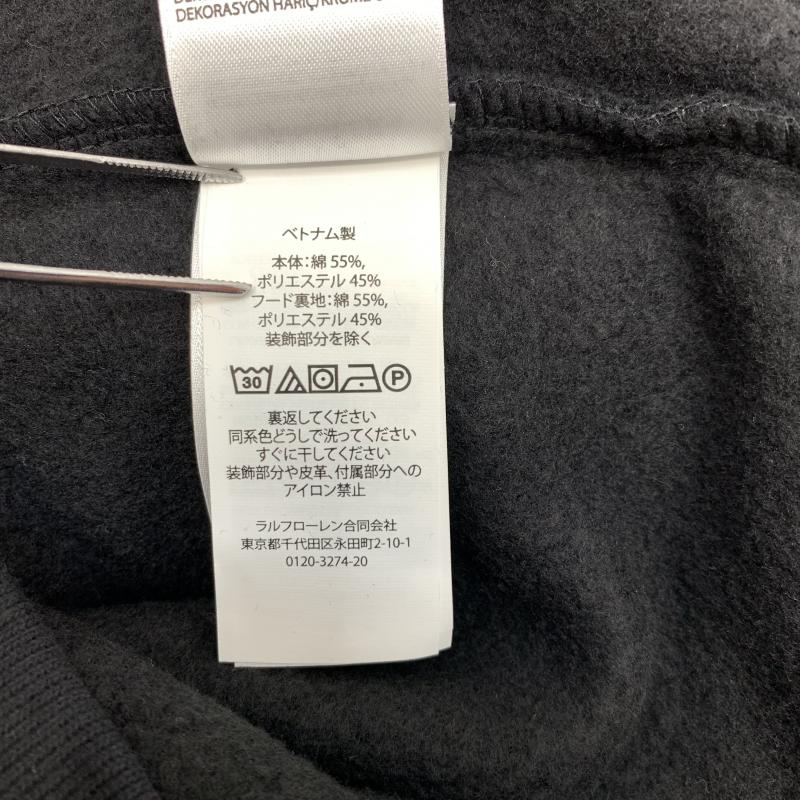 DEKORASYON HARİÇ/KROME
ベトナム製
本体:綿 55%,
ポリエステル 45%
フード裏地:綿 55%,
ポリエステル 45%
装飾部分を除く
30 P
裏返してください
同系色どうしで洗ってください
すぐに干してください
装飾部分や皮革、付属部分への
アイロン禁止
ラルフローレン合同会社
東京都千代田区永田町2-10-1
0120-3274-20